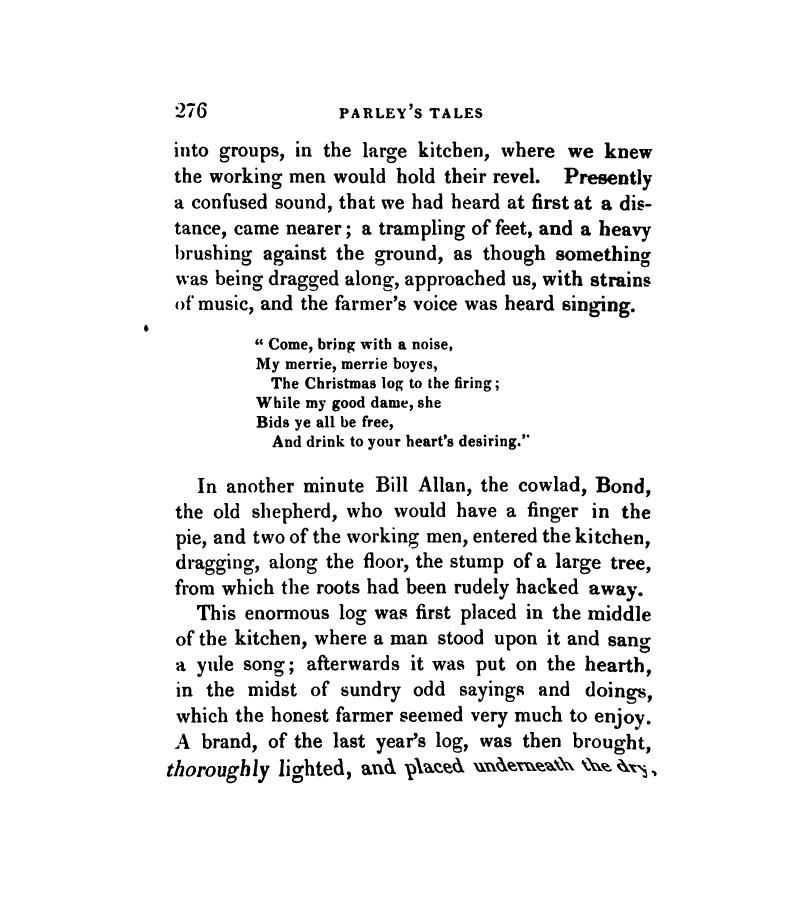 276 PARLEY'S TALES
into groups, in the large kitchen, where we knew
the working men would hold their revel. Presently
a confused sound, that we had heard at first at a dis-
tance, came nearer; a trampling of feet, and a heavy
brushing against the ground, as though something
was being dragged along, approached us, with strains
of music, and the farmer's voice was heard singing.
“ Come, bring with a noise,
My merrie, merrie boyes,
The Christmas log to the firing;
While my good dame, she
Bids ye all be free,
And drink to your heart's desiring.”
In another minute Bill Allan, the cowlad, Bond,
the old shepherd, who would have a finger in the
pie, and two of the working men, entered the kitchen,
dragging, along the floor, the stump of a large tree,
from which the roots had been rudely hacked away.
This enormous log was first placed in the middle
of the kitchen, where a man stood upon it and sang
a yule song; afterwards it was put on the hearth,
in the midst of sundry odd sayings and doings,
which the honest farmer seemed very much to enjoy.
A brand, of the last year's log, was then brought,
thoroughly lighted, and placed underneath the dry,